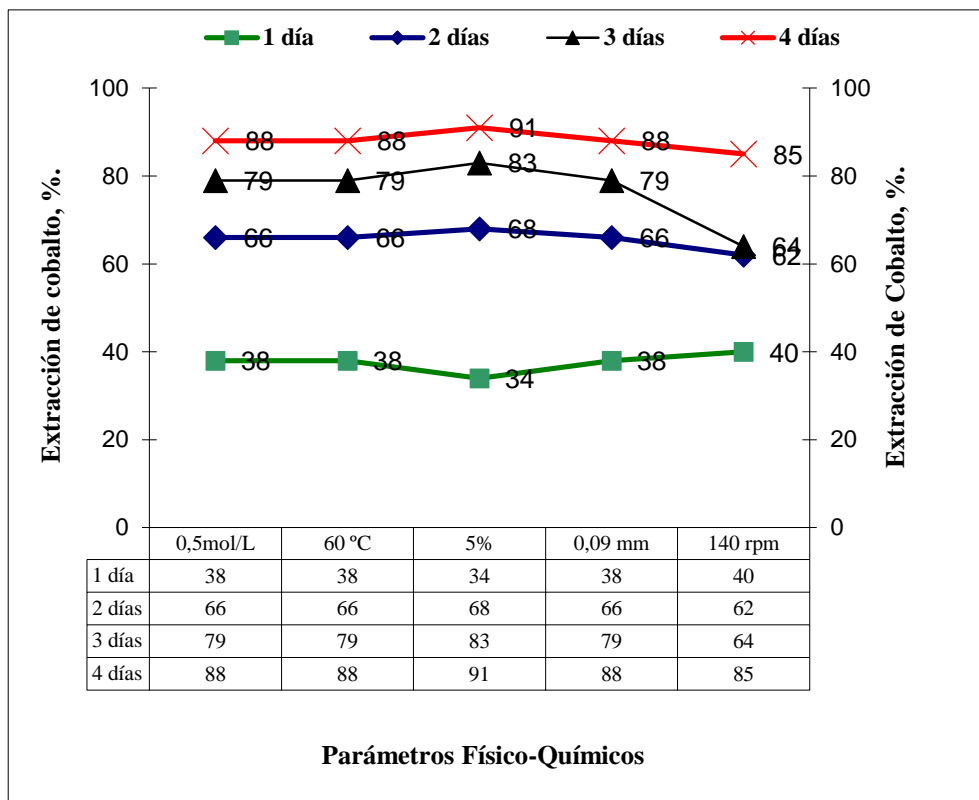 1 día 2 días 3 días 4 días
100 100
91
88 88 88
85
83
80 79 79 79 80
68
66 66 66
64
62
60 60
40 38 38 38 40 40
34
20 20
0 0
Extracción de cobalto, %.
Extracción de Cobalto, %.
0,5mol/L 60 ºC 5% 0,09 mm 140 rpm
1 día 38 38 34 38 40
2 días 66 66 68 66 62
3 días 79 79 83 79 64
4 días 88 88 91 88 85
Parámetros Físico-Químicos